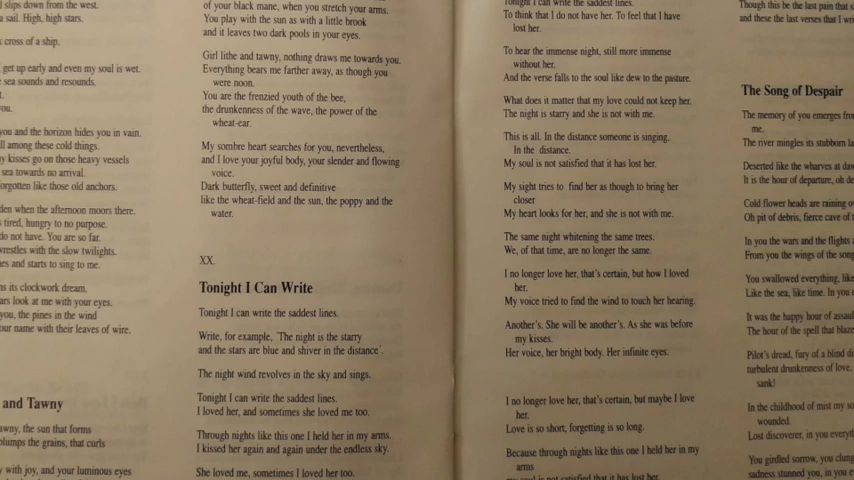 l slips down from the west.
a sail. High, high stars.
cross of a ship.
get up early and even my soul is wet.
sea sounds and resounds.
t.
you.
you and the horizon hides you in vain.
ll among these cold things.
y kisses go on those heavy vessels
sea towards no arrival.
forgotten like those old anchors.
den when the afternoon moors there.
s tired, hungry to no purpose.
do not have. You are so far.
wrestles with the slow twilights.
es and starts to sing to me.
ns its clockwork dream.
ars look at me with your eyes.
you, the pines in the wind
our name with their leaves of wire.
and Tawny
awny, the sun that forms
plumps the grains, that curls
y with joy, and your luminous eyes
of your black mane, when you stretch your arms.
You play with the sun as with a little brook
and it leaves two dark pools in your eyes.
Girl lithe and tawny, nothing draws me towards you.
Everything bears me farther away, as though you
were noon.
You are the frenzied youth of the bee,
the drunkenness of the wave, the power of the
wheat-ear.
My sombre heart searches for you, nevertheless,
and I love your joyful body, your slender and flowing
voice.
Dark butterfly, sweet and definitive
like the wheat-field and the sun, the poppy and the
water.
XX.
Tonight I Can Write
Tonight I can write the saddest lines.
Write, for example, 'The night is the starry
and the stars are blue and shiver in the distance'.
The night wind revolves in the sky and sings.
Tonight I can write the saddest lines.
I loved her, and sometimes she loved me too.
Through nights like this one I held her in my arms.
I kissed her again and again under the endless sky.
She loved me, sometimes I loved her too.
Tonight I can write the saddest lines.
To think that I do not have her. To feel that I have
lost her.
To hear the immense night, still more immense
without her.
And the verse falls to the soul like dew to the pasture.
What does it matter that my love could not keep her.
The night is starry and she is not with me.
This is all. In the distance someone is singing.
In the distance.
My soul is not satisfied that it has lost her.
My sight tries to find her as though to bring her
closer
My heart looks for her, and she is not with me.
The same night whitening the same trees.
We, of that time, are no longer the same.
I no longer love her, that's certain, but how I loved
her.
My voice tried to find the wind to touch her hearing.
Another's. She will be another's. As she was before
my kisses.
Her voice, her bright body. Her infinite eyes.
I no longer love her, that's certain, but maybe I love
her.
Love is so short, forgetting is so long.
Because through nights like this one I held her in my
arms
my soul is not satisfied that it has lost her.
Though this be the last pain that s
and these the last verses that I wri
The Song of Despair
The memory of you emerges from
me.
The river mingles its stubborn la
Deserted like the wharves at daw
It is the hour of departure, oh de
Cold flower heads are raining ov
Oh pit of debris, fierce cave of t
In you the wars and the flights a
From you the wings of the song
You swallowed everything, like
Like the sea, like time. In you e
It was the happy hour of assaul
The hour of the spell that blaze
Pilot's dread, fury of a blind di
turbulent drunkenness of love,
sank!
In the childhood of mist my so
wounded.
Lost discoverer, in you everyth
You girdled sorrow, you clung
sadness stunned you, in you e